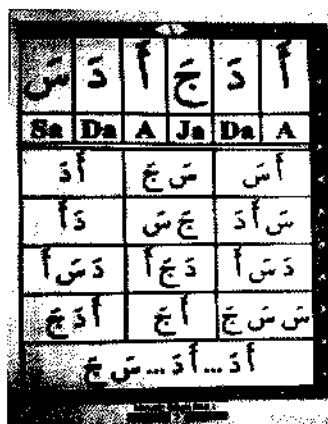 أَ دَ جَ أَ دَ سَ
Sa Da A Ja Da A
أَ سَ سَ جَ أَ دَ
سَ أَ دَ جَ سَ دَ أَ
دَ سَ أَ دَ جَ أَ دَ سَ أَ
سَ سَ جَ أَ جَ أَ دَ جَ
أَ دَ ... أَ دَ ... سَ جَ